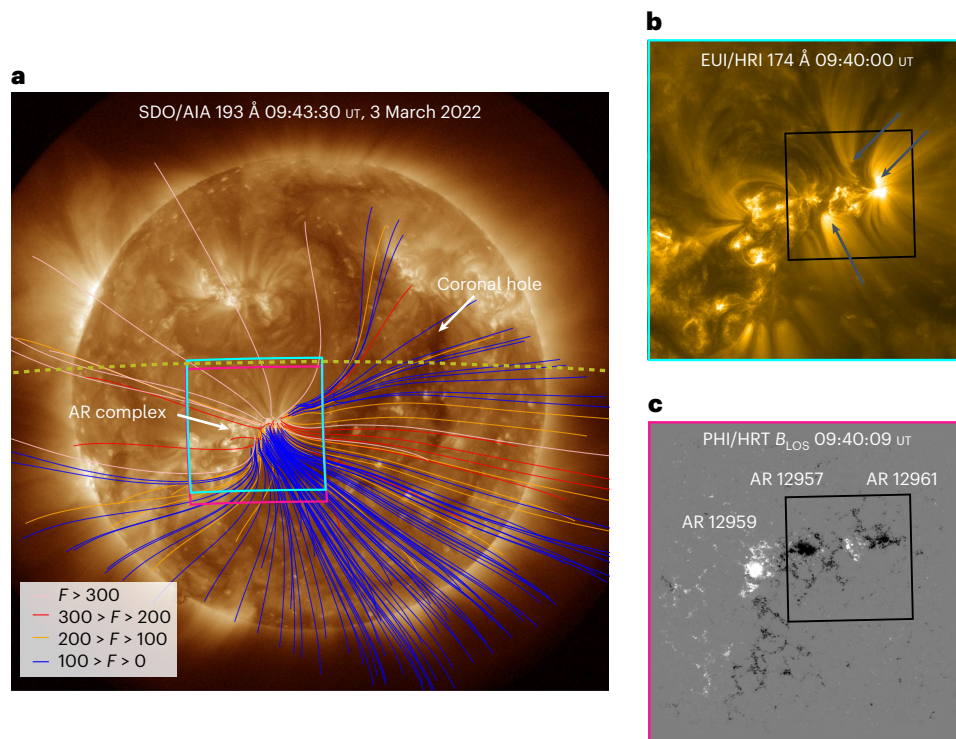 a
SDO/AIA 193 Å 09:43:30 UT, 3 March 2022
Coronal hole
AR complex
F > 300
300 > F > 200
200 > F > 100
100 > F > 0
b
EUI/HRI 174 Å 09:40:00 UT
c
PHI/HRT BLOS 09:40:09 UT
AR 12957
AR 12961
AR 12959